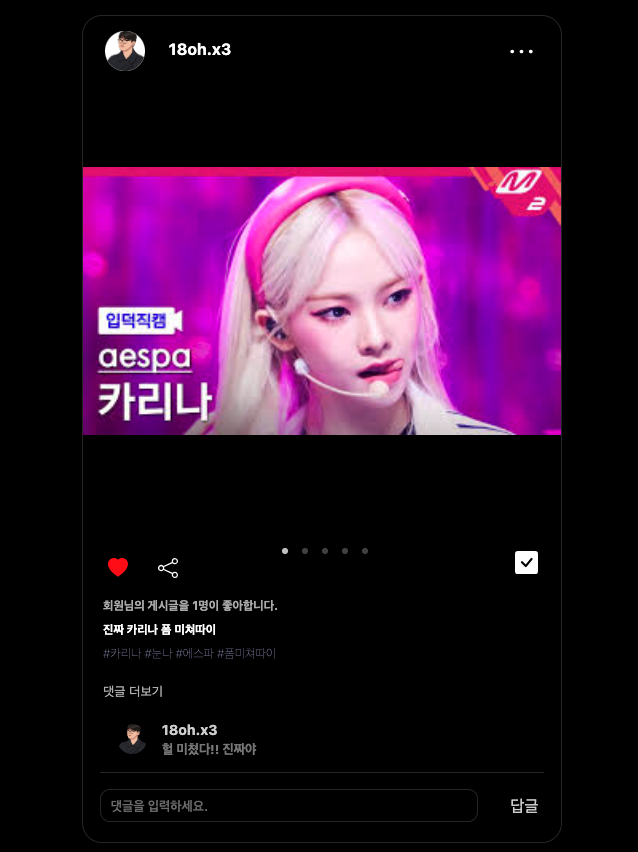 18oh.x3
M
2
입덕직캠
aespa
카리나
회원님의 게시글을 1명이 좋아합니다.
진짜 카리나 폼 미쳐따이
#카리나 #눈나 #에스파 #폼미쳐따이
댓글 더보기
18oh.x3
헐 미쳤다!! 진짜야
댓글을 입력하세요.
답글